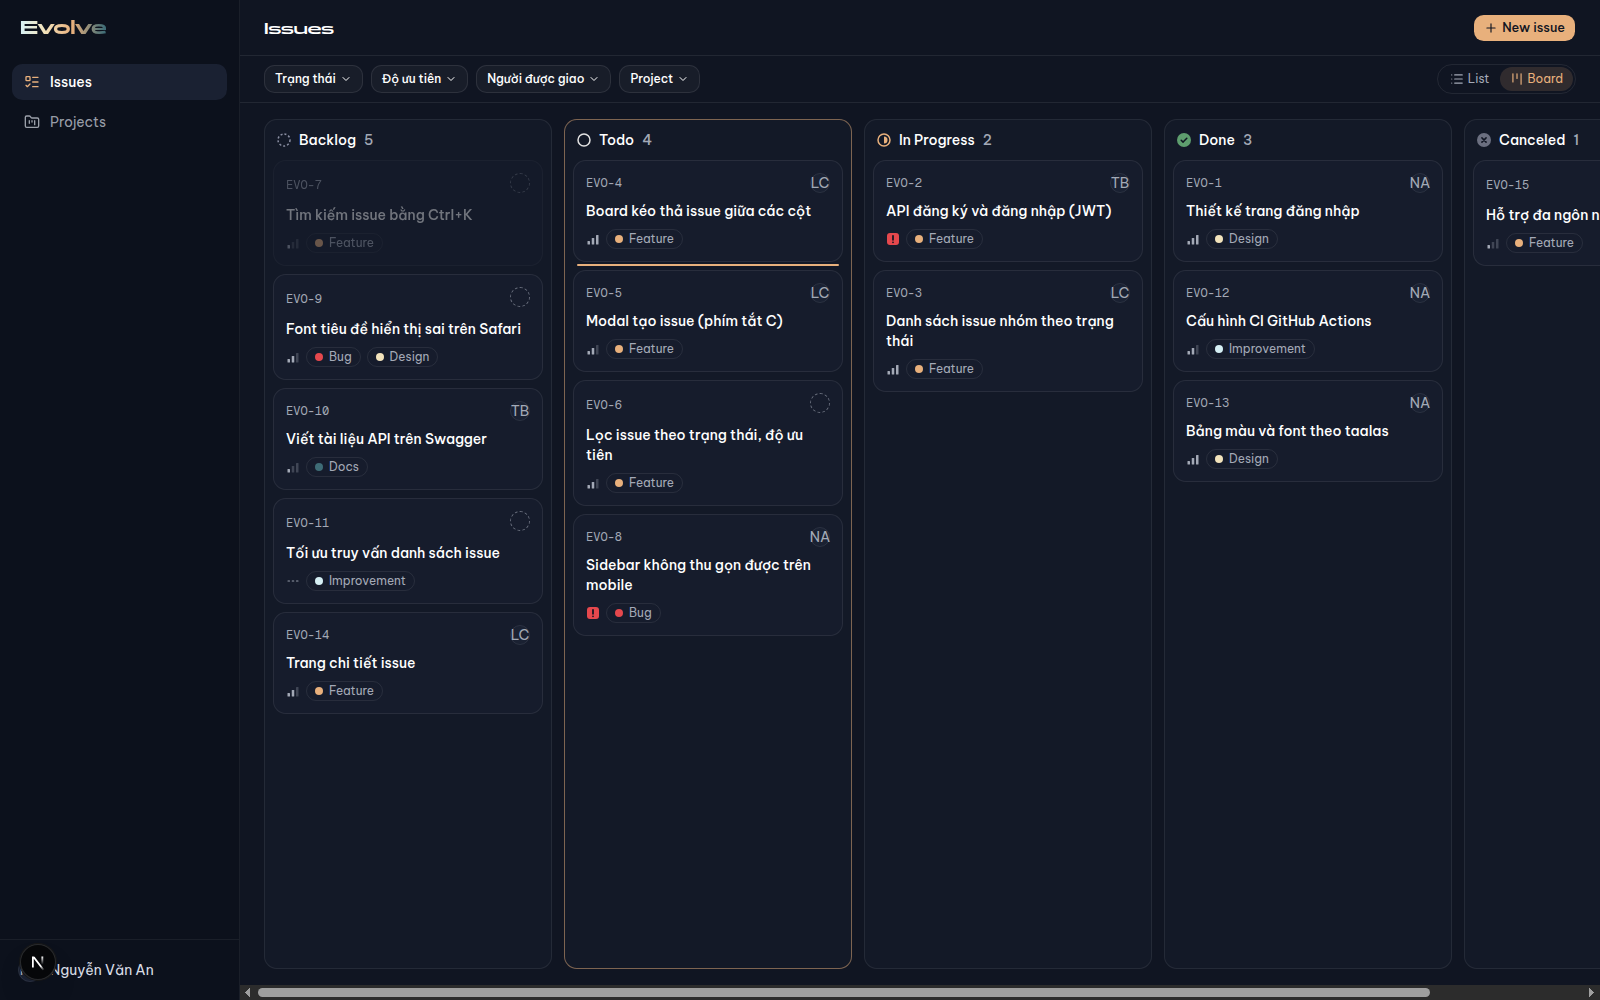 Evolve
Issues
Projects
Nguyễn Văn An
Issues
+ New issue
Trạng thái
Độ ưu tiên
Người được giao
Project
List
Board
Backlog 5
EVO-7
Tìm kiếm issue bằng Ctrl+K
Feature
EVO-9
Font tiêu đề hiển thị sai trên Safari
Bug
Design
EVO-10
TB
Viết tài liệu API trên Swagger
Docs
EVO-11
Tối ưu truy vấn danh sách issue
Improvement
EVO-14
LC
Trang chi tiết issue
Feature
Todo 4
EVO-4
LC
Board kéo thả issue giữa các cột
Feature
EVO-5
LC
Modal tạo issue (phím tắt C)
Feature
EVO-6
Lọc issue theo trạng thái, độ ưu
tiên
Feature
EVO-8
NA
Sidebar không thu gọn được trên
mobile
Bug
In Progress 2
EVO-2
TB
API đăng ký và đăng nhập (JWT)
Feature
EVO-3
LC
Danh sách issue nhóm theo trạng
thái
Feature
Done 3
EVO-1
NA
Thiết kế trang đăng nhập
Design
EVO-12
NA
Cấu hình CI GitHub Actions
Improvement
EVO-13
NA
Bảng màu và font theo taalas
Design
Canceled 1
EVO-15
Hỗ trợ đa ngôn n
Feature